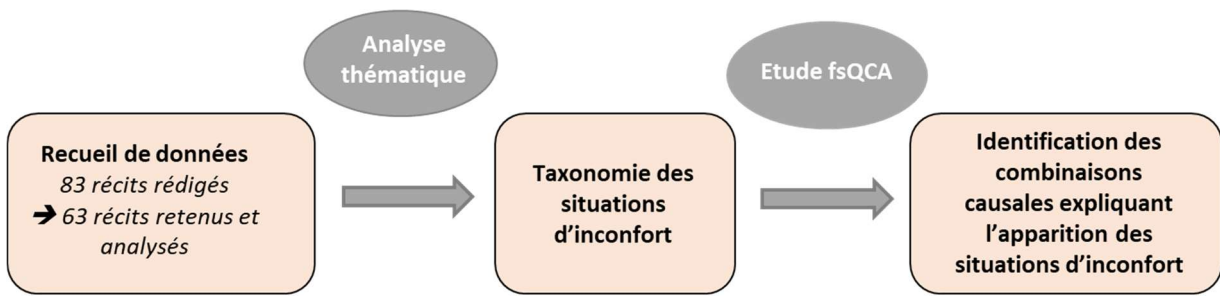 Analyse
thématique
Etude fsQCA
Recueil de données
83 récits rédigés
➔ 63 récits retenus et
analysés
Taxonomie des
situations
d’inconfort
Identification des
combinaisons
causales expliquant
l’apparition des
situations d’inconfort